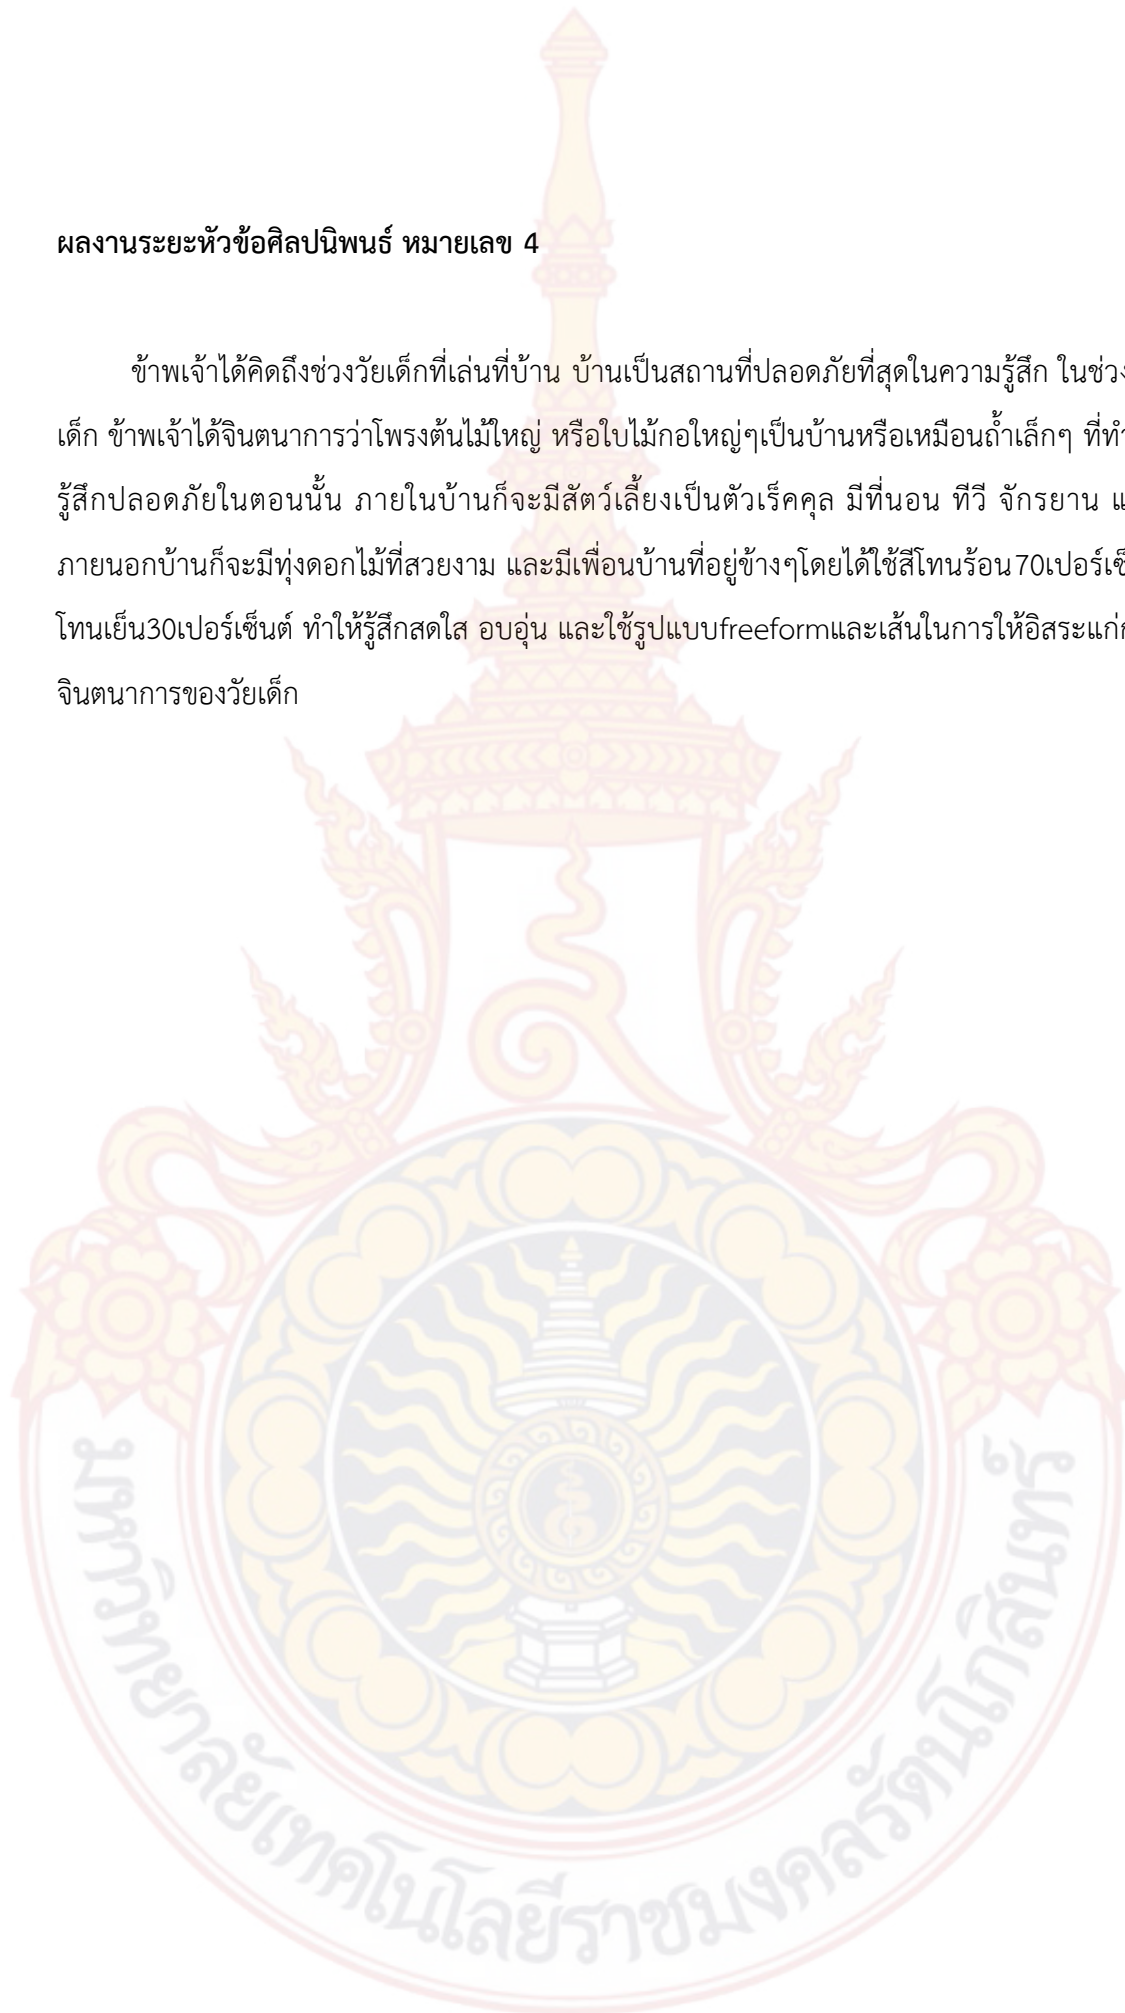 ผลงานระยะหัวข้อศิลปนิพนธ์ หมายเลข 4
ข้าพเจ้าได้คิดถึงช่วงวัยเด็กที่เล่นที่บ้าน บ้านเป็นสถานที่ปลอดภัยที่สุดในความรู้สึก ในช่วง
เด็ก ข้าพเจ้าได้จินตนาการว่าโพรงต้นไม้ใหญ่ หรือใบไม้กอใหญ่ๆเป็นบ้านหรือเหมือนถ้ำเล็กๆ ที่ทำ
รู้สึกปลอดภัยในตอนนั้น ภายในบ้านก็จะมีสัตว์เลี้ยงเป็นตัวเร็คคุล มีที่นอน ทีวี จักรยาน แ
ภายนอกบ้านก็จะมีทุ่งดอกไม้ที่สวยงาม และมีเพื่อนบ้านที่อยู่ข้างๆโดยได้ใช้สีโทนร้อน70เปอร์เซ็
โทนเย็น30เปอร์เซ็นต์ ทำให้รู้สึกสดใส อบอุ่น และใช้รูปแบบfreeformและเส้นในการให้อิสระแก่
จินตนาการของวัยเด็ก
มหาวิทยาลัยเทคโนโลยีราชมงคลรัตนโกสินทร์